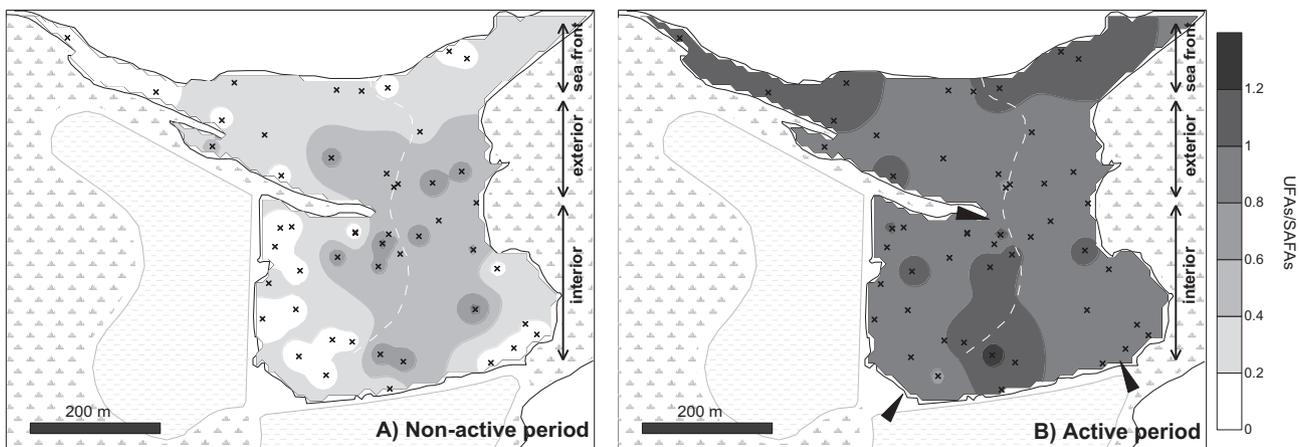 sea front
exterior
interior
200 m
A) Non-active period
sea front
exterior
interior
200 m
B) Active period
1.2
1
0.8
0.6
0.4
0.2
0
UFAs/SAFAs